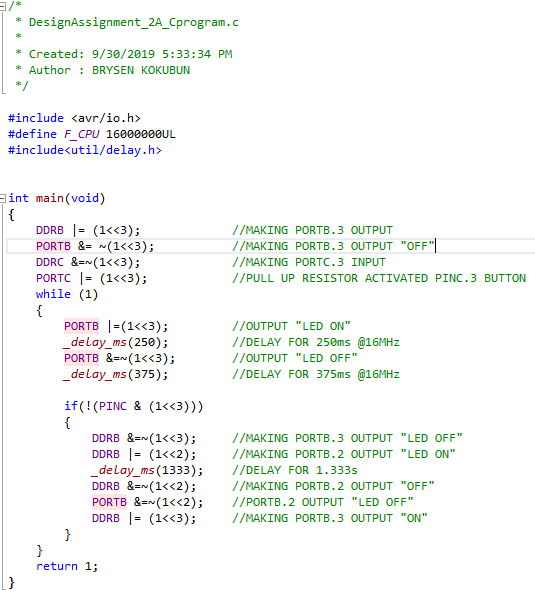 /*
 * DesignAssignment_2A_Cprogram.c
 *
 * Created: 9/30/2019 5:33:34 PM
 * Author : BRYSEN KOKUBUN
 */

#include <avr/io.h>
#define F_CPU 16000000UL
#include<util/delay.h>


int main(void)
{
    DDRB |= (1<<3);             //MAKING PORTB.3 OUTPUT
    PORTB &= ~(1<<3);           //MAKING PORTB.3 OUTPUT "OFF"
    DDRC &=~(1<<3);             //MAKING PORTC.3 INPUT
    PORTC |= (1<<3);            //PULL UP RESISTOR ACTIVATED PINC.3 BUTTON
    while (1)
    {
        PORTB |=(1<<3);         //OUTPUT "LED ON"
        _delay_ms(250);         //DELAY FOR 250ms @16MHz
        PORTB &=~(1<<3);        //OUTPUT "LED OFF"
        _delay_ms(375);         //DELAY FOR 375ms @16MHz

        if(!(PINC & (1<<3)))
        {
            DDRB &=~(1<<3);     //MAKING PORTB.3 OUTPUT "LED OFF"
            DDRB |= (1<<2);     //MAKING PORTB.2 OUTPUT "LED ON"
            _delay_ms(1333);    //DELAY FOR 1.333s
            DDRB &=~(1<<2);     //MAKING PORTB.2 OUTPUT "OFF"
            PORTB &=~(1<<2);    //PORTB.2 OUTPUT "LED OFF"
            DDRB |= (1<<3);     //MAKING PORTB.3 OUTPUT "ON"
        }
    }
    return 1;
}